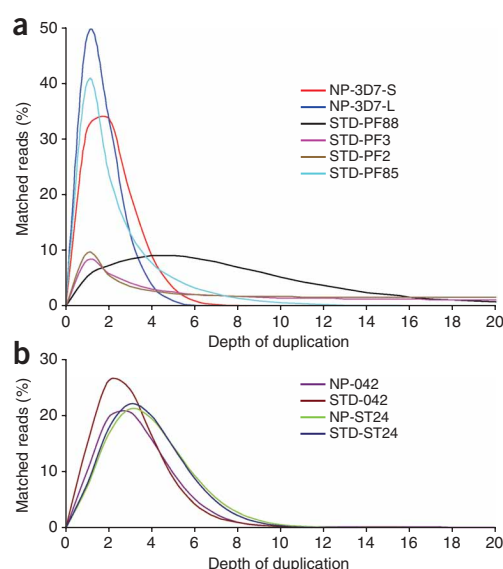 a
50
40
30
20
10
0
Matched reads (%)
0 2 4 6 8 10 12 14 16 18 20
Depth of duplication
NP-3D7-S
NP-3D7-L
STD-PF88
STD-PF3
STD-PF2
STD-PF85
b
30
20
10
0
Matched reads (%)
0 2 4 6 8 10 12 14 16 18 20
Depth of duplication
NP-042
STD-042
NP-ST24
STD-ST24